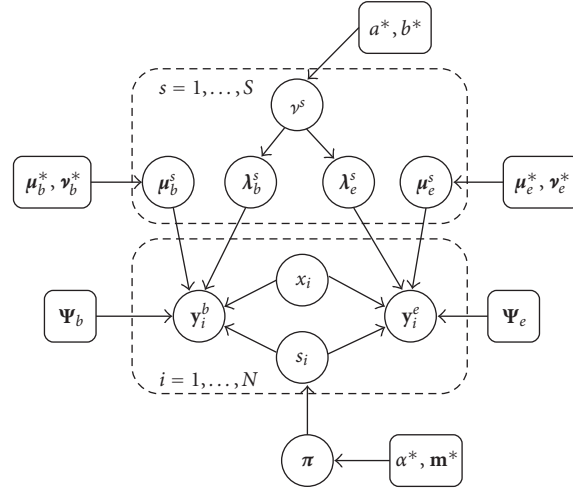 a*, b*
s = 1, . . . , S
ν^s
μ_b^*, ν_b^*
μ_b^s
λ_b^s
λ_e^s
μ_e^s
μ_e^*, ν_e^*
x_i
Ψ_b
y_i^b
y_i^e
Ψ_e
s_i
i = 1, . . . , N
π
α*, m*